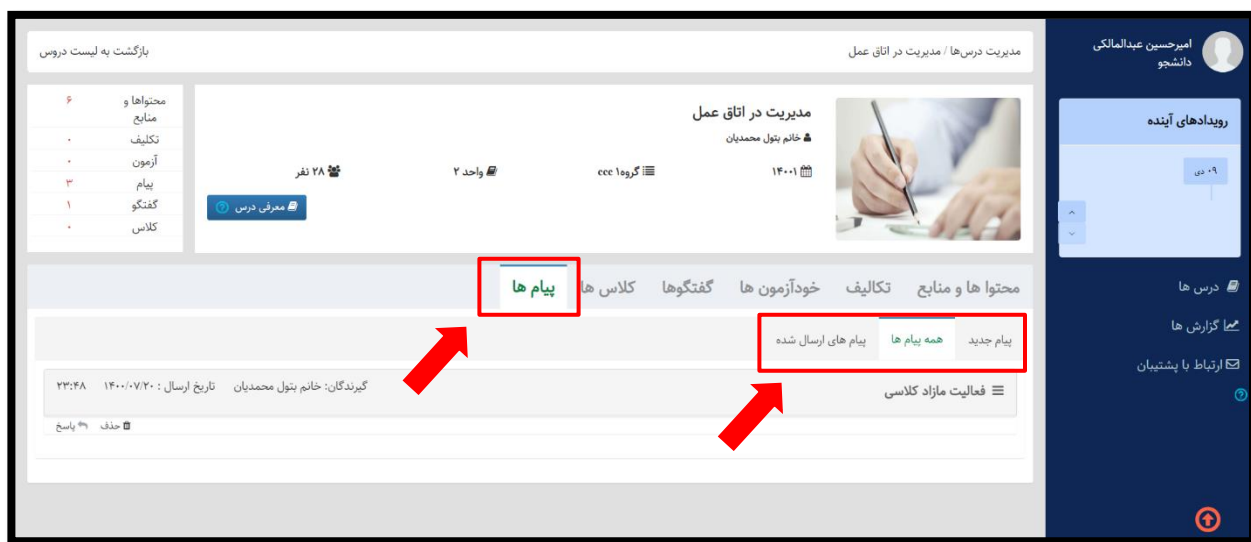 امیرحسین عبدالمالکی
دانشجو
رویدادهای آینده
۰۹ دی
درس ها
گزارش ها
ارتباط با پشتیبان
مدیریت درس‌ها / مدیریت در اتاق عمل
بازگشت به لیست دروس
مدیریت در اتاق عمل
خانم بتول محمدیان
۱۴۰۰۱
گروه۱ ccc
واحد ۲
۲۸ نفر
معرفی درس
محتواها و منابع ۶
تکلیف ۰
آزمون ۰
پیام ۳
گفتگو ۱
کلاس ۰
محتوا ها و منابع تکالیف خودآزمون ها گفتگوها کلاس ها پیام ها
پیام جدید همه پیام ها پیام های ارسال شده
فعالیت مازاد کلاسی
گیرندگان: خانم بتول محمدیان تاریخ ارسال : ۱۴۰۰/۰۷/۲۰ ۲۳:۴۸
حذف پاسخ